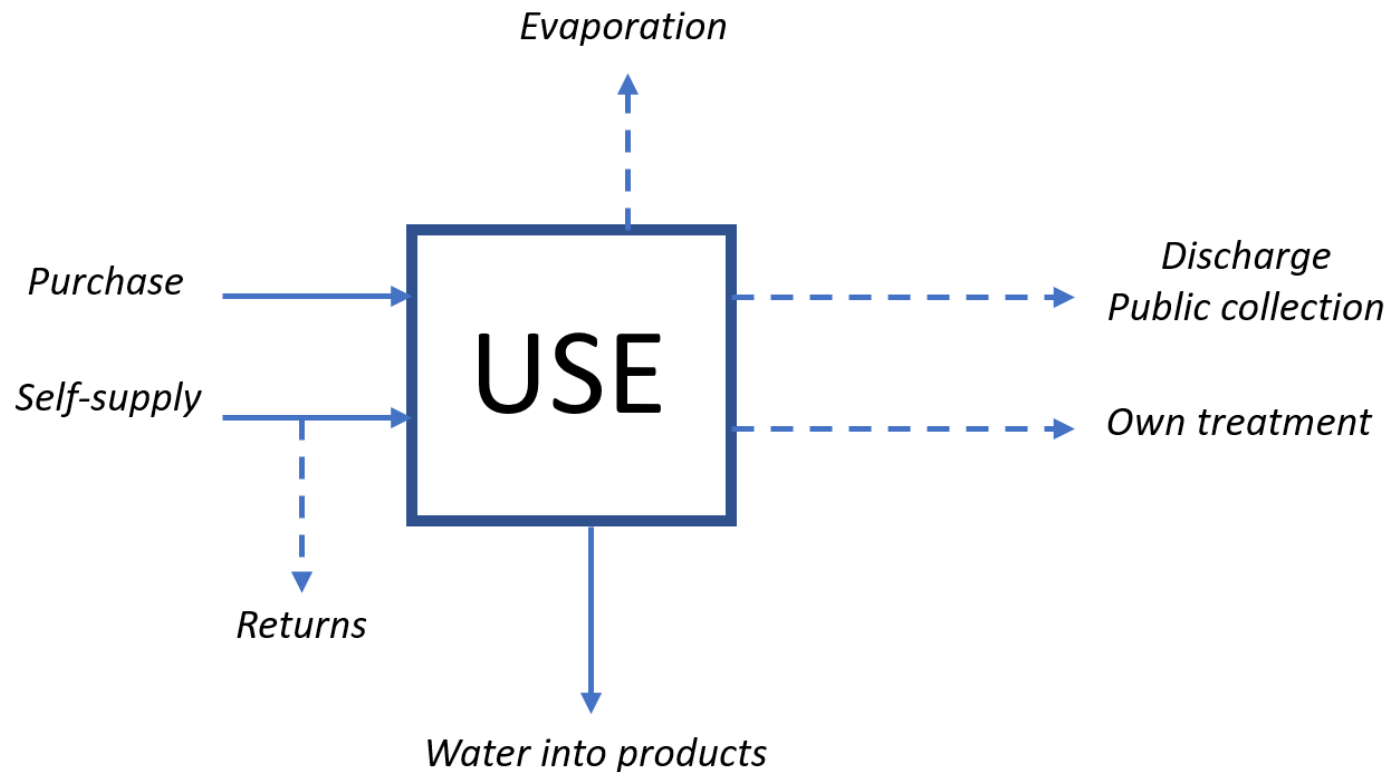 Evaporation
Purchase
Discharge
Public collection
USE
Self-supply
Own treatment
Returns
Water into products